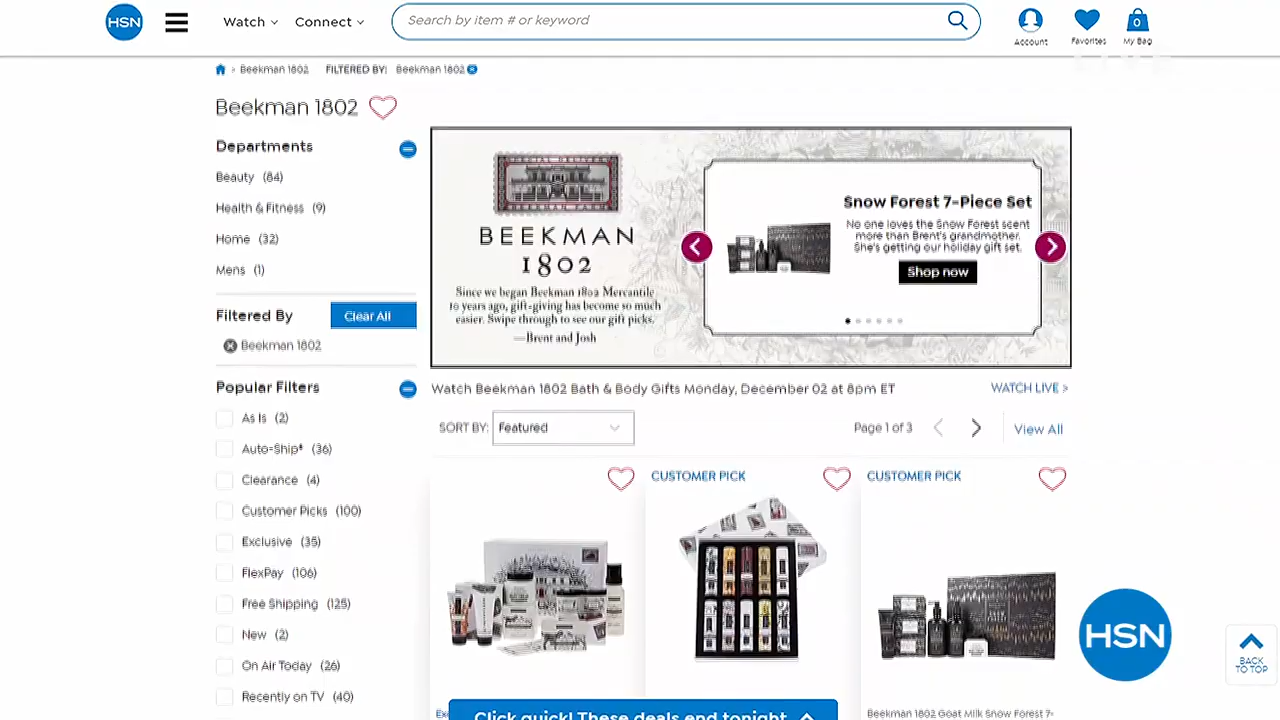 HSN
Watch
Connect
Search by item # or keyword
Account
Favorites
0
My Bag
> Beekman 1802 FILTERED BY: Beekman 1802
Beekman 1802
Departments
Beauty (84)
Health & Fitness (9)
Home (32)
Mens (1)
Filtered By
Clear All
Beekman 1802
Popular Filters
As Is (2)
Auto-Ship® (36)
Clearance (4)
Customer Picks (100)
Exclusive (35)
FlexPay (106)
Free Shipping (125)
New (2)
On Air Today (26)
Recently on TV (40)
BEEKMAN
1802
Since we began Beekman 1802 Mercantile
10 years ago, gift-giving has become so much
easier. Swipe through to see our gift picks.
—Brent and Josh
Snow Forest 7-Piece Set
No one loves the Snow Forest scent
more than Brent's grandmother.
She's getting our holiday gift set.
Shop now
Watch Beekman 1802 Bath & Body Gifts Monday, December 02 at 8pm ET
WATCH LIVE >
SORT BY: Featured
Page 1 of 3
View All
CUSTOMER PICK
CUSTOMER PICK
Beekman 1802 Goat Milk Snow Forest 7-
Click quick! These deals end tonight
HSN
BACK
TO TOP